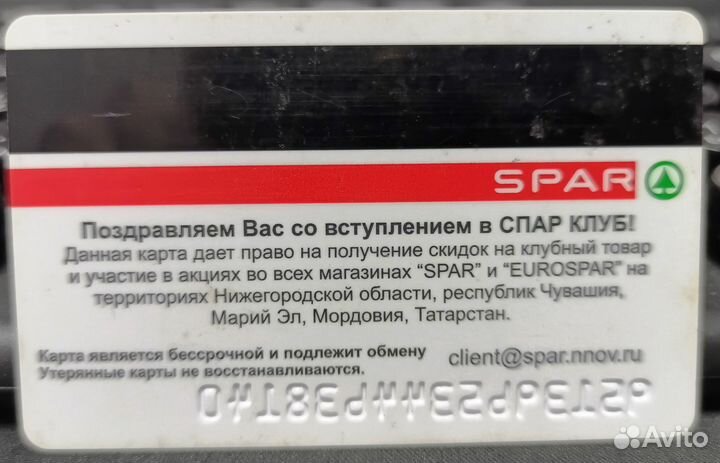 SPAR
Поздравляем Вас со вступлением в СПАР КЛУБ!
Данная карта дает право на получение скидок на клубный товар
и участие в акциях во всех магазинах “SPAR” и “EUROSPAR” на
территориях Нижегородской области, республик Чувашия,
Марий Эл, Мордовия, Татарстан.
Карта является бессрочной и подлежит обмену
Утерянные карты не восстанавливаются.
client@spar.nnov.ru
Avito